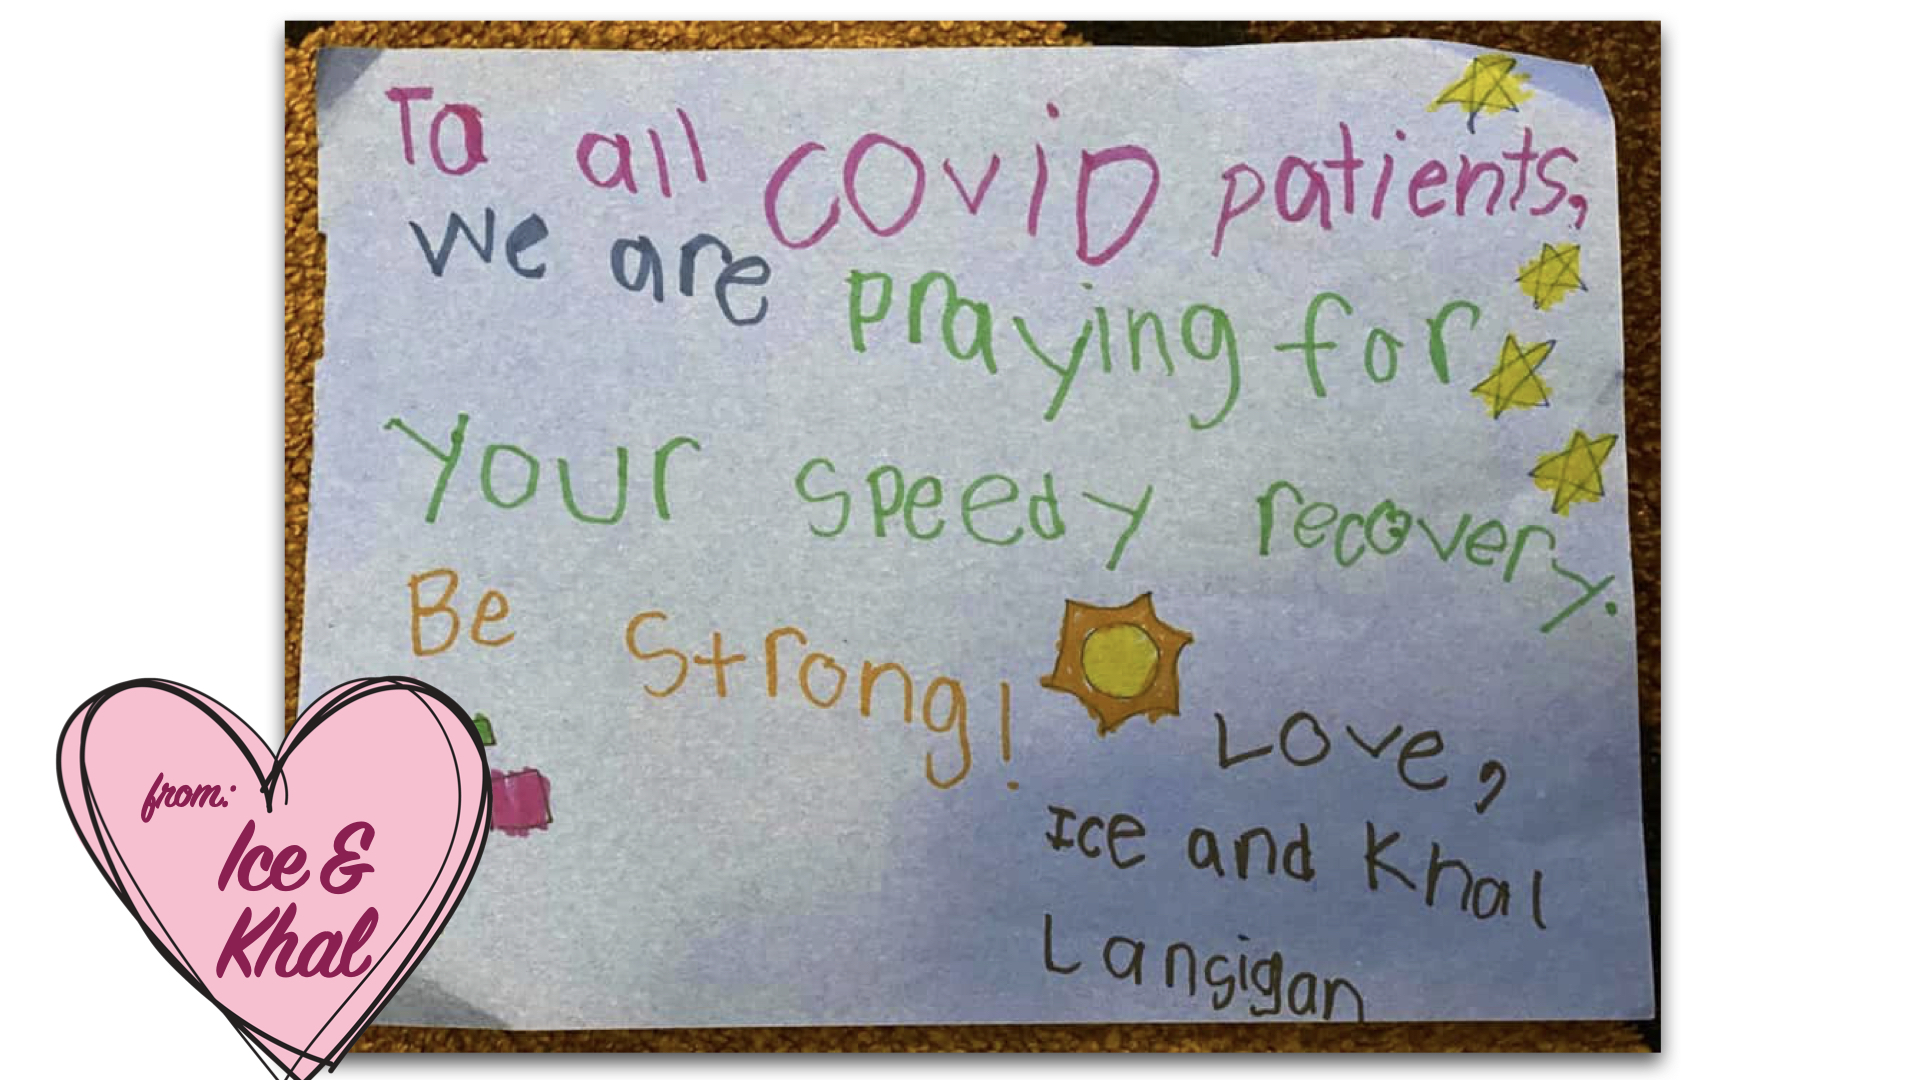 To all COViD patients,
we are praying for
your speedy recovery.
Be Strong!
Love,
Ice and Khal
Langigan
from:
Ice &
Khal